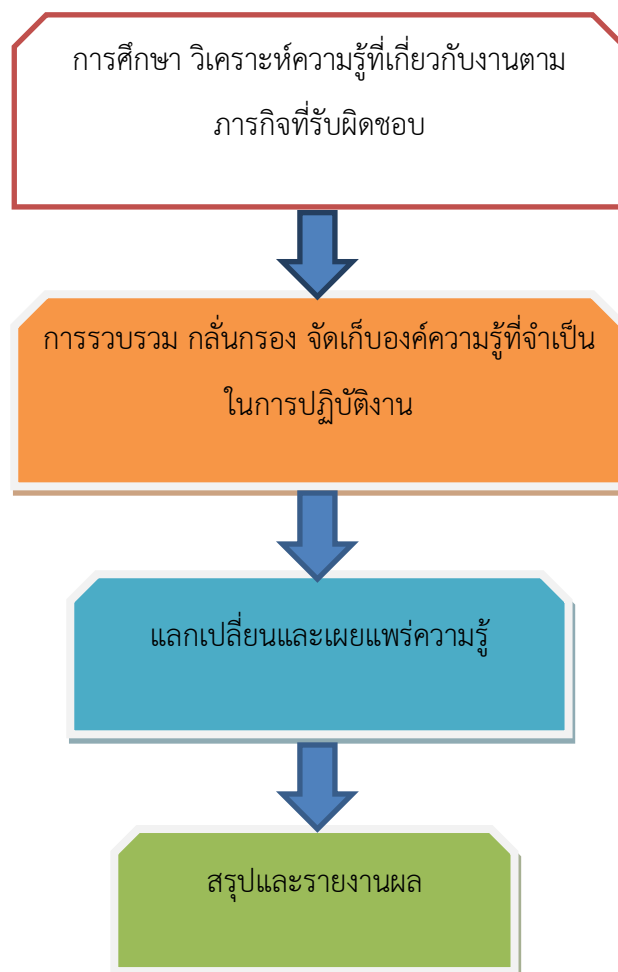 การศึกษา วิเคราะห์ความรู้ที่เกี่ยวกับงานตาม
ภารกิจที่รับผิดชอบ
การรวบรวม กลั่นกรอง จัดเก็บองค์ความรู้ที่จำเป็น
ในการปฏิบัติงาน
แลกเปลี่ยนและเผยแพร่ความรู้
สรุปและรายงานผล